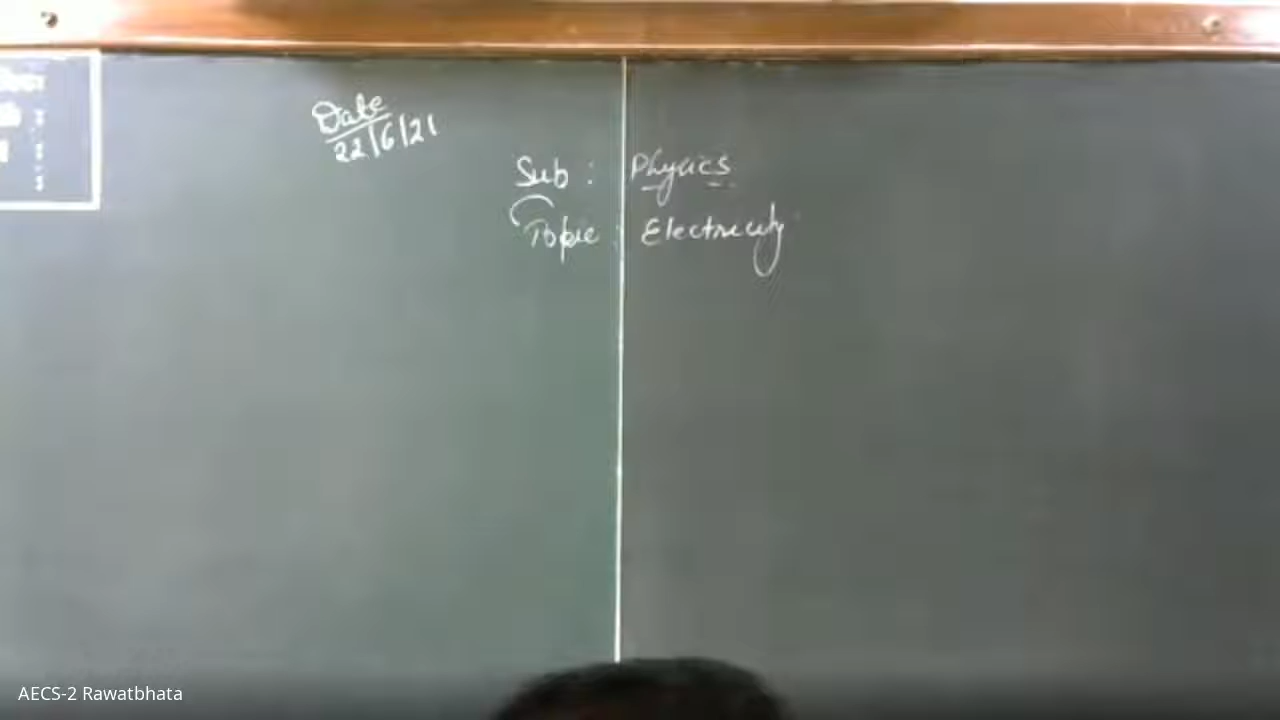 Date
22/6/21
Sub : Physics
Topic : Electricity
AECS-2 Rawatbhata